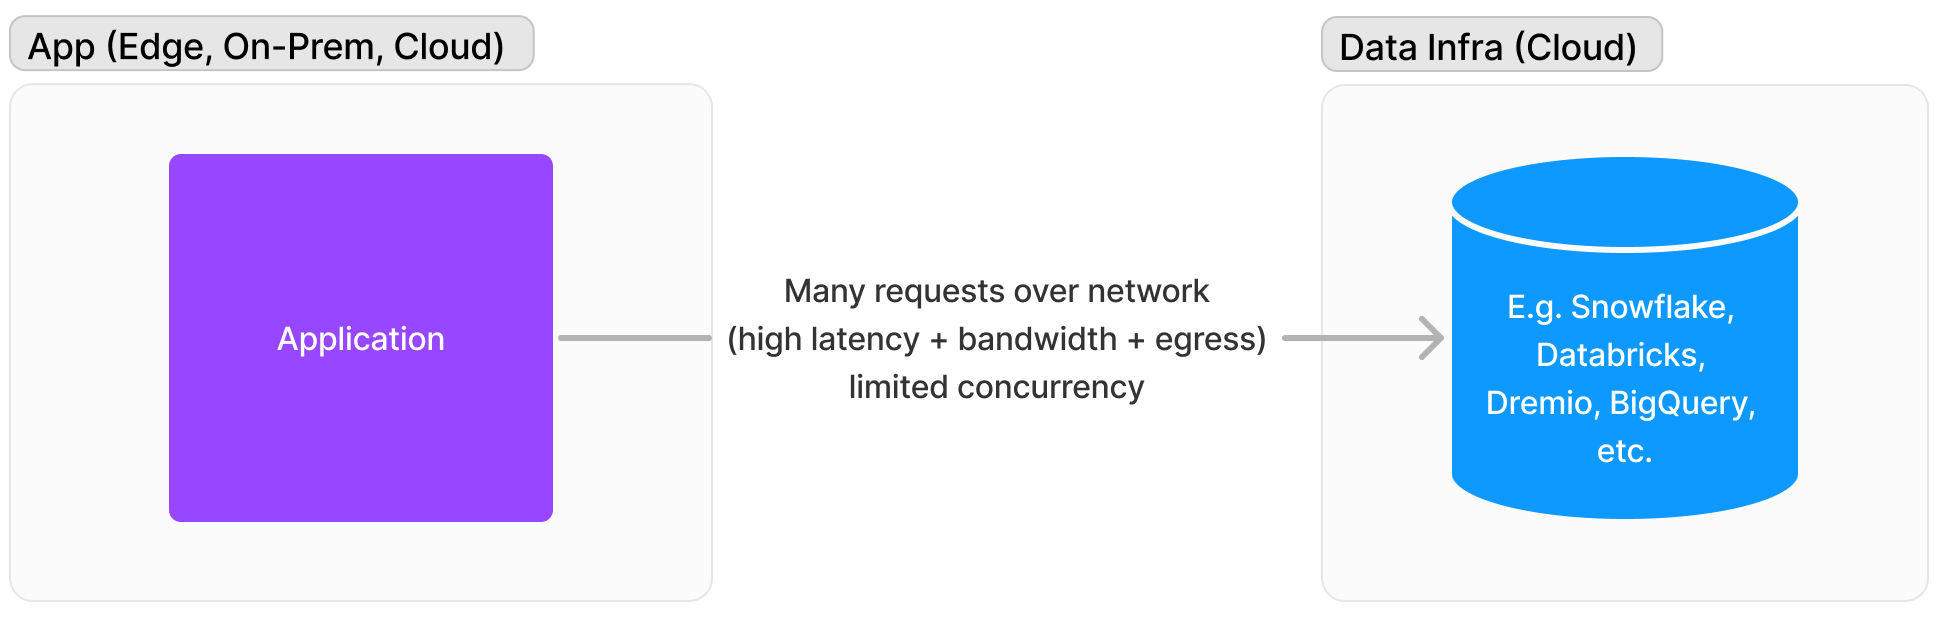 App (Edge, On-Prem, Cloud)
Data Infra (Cloud)
Application
Many requests over network
(high latency + bandwidth + egress)
limited concurrency
E.g. Snowflake,
Databricks,
Dremio, BigQuery,
etc.